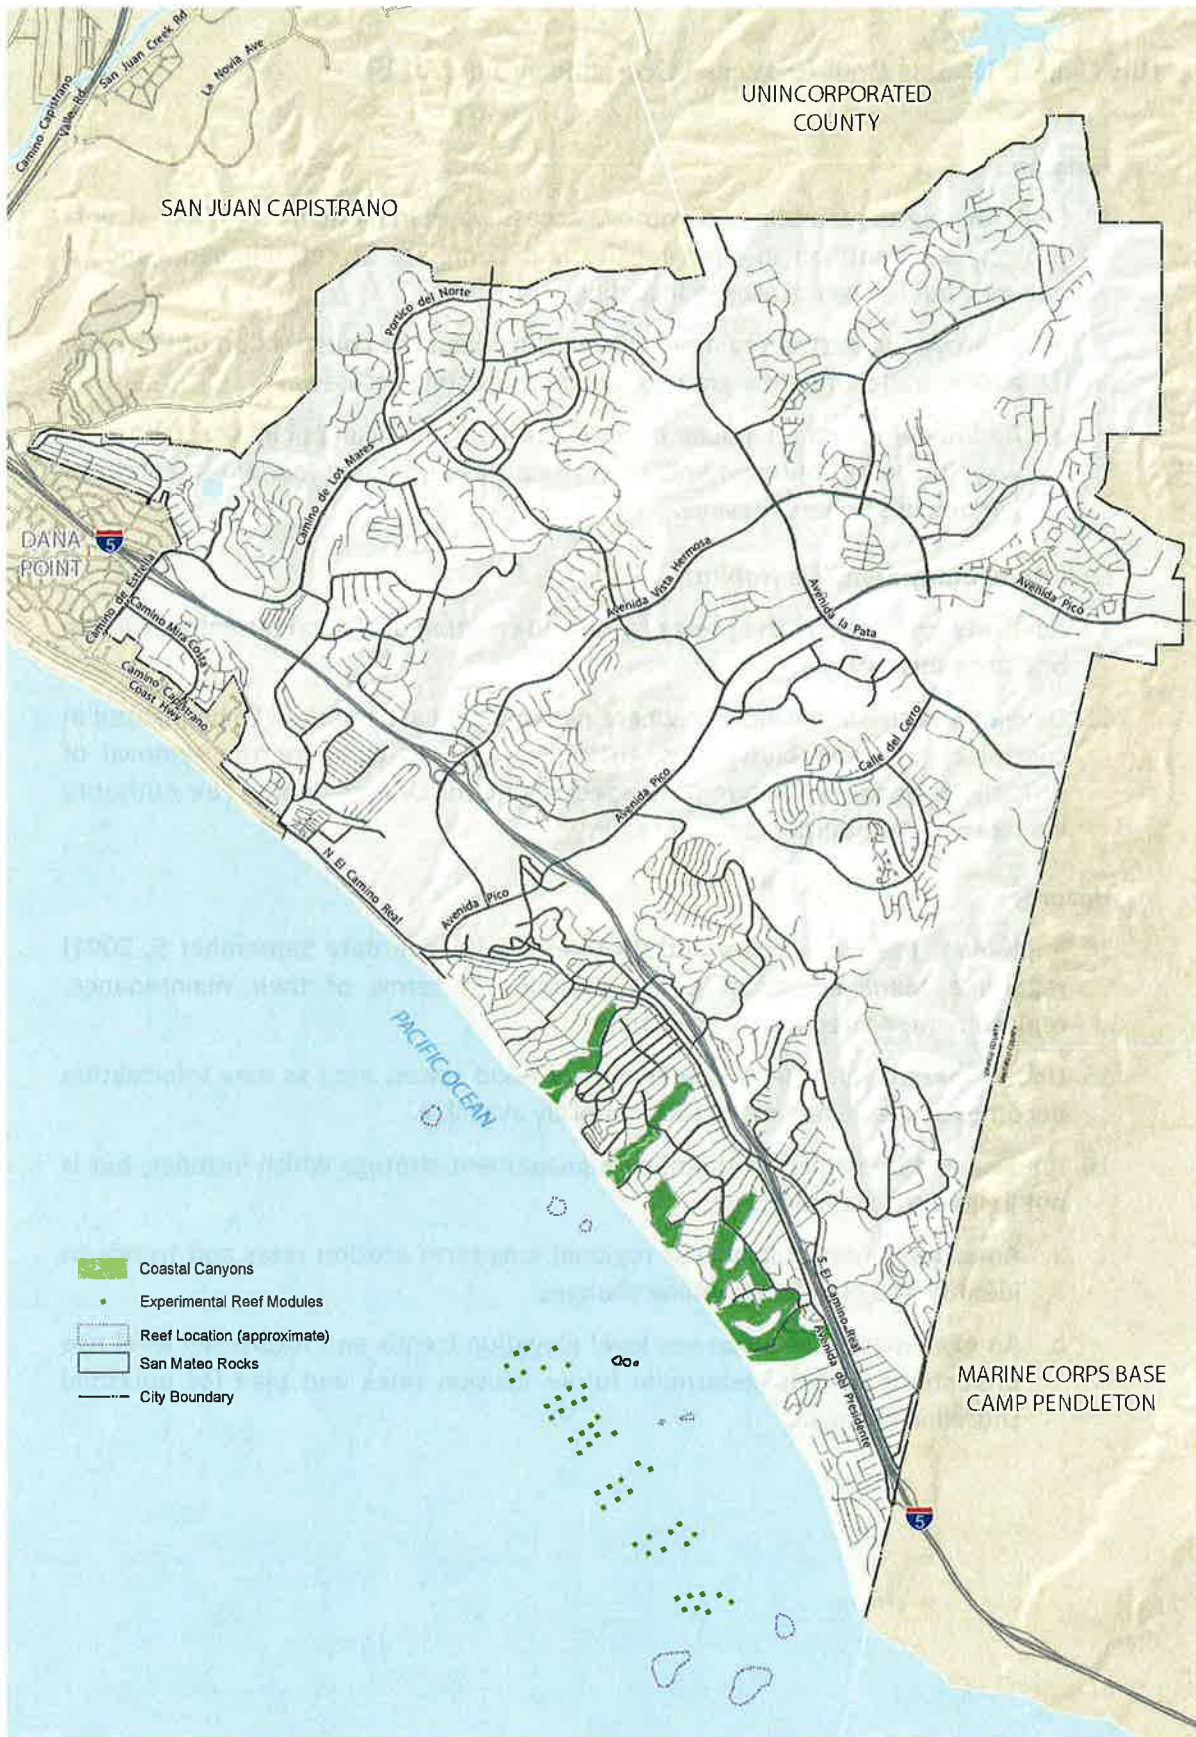 San Juan Creek Rd
La Novia Ave
Camino Capistrano
Valle Rd
UNINCORPORATED
COUNTY
SAN JUAN CAPISTRANO
Portico del Norte
Camino de Los Mares
DANA
POINT
5
Camino de Estrella
Camino Mira Costa
Camino Capistrano
Coast Hwy
Avenida Vista Hermosa
Avenida la Pata
Avenida Pico
Calle del Cerro
Avenida Pico
N El Camino Real
Avenida Pico
PACIFIC OCEAN
S. El Camino Real
Avenida del Presidente
Coastal Canyons
Experimental Reef Modules
Reef Location (approximate)
San Mateo Rocks
City Boundary
MARINE CORPS BASE
CAMP PENDLETON
5